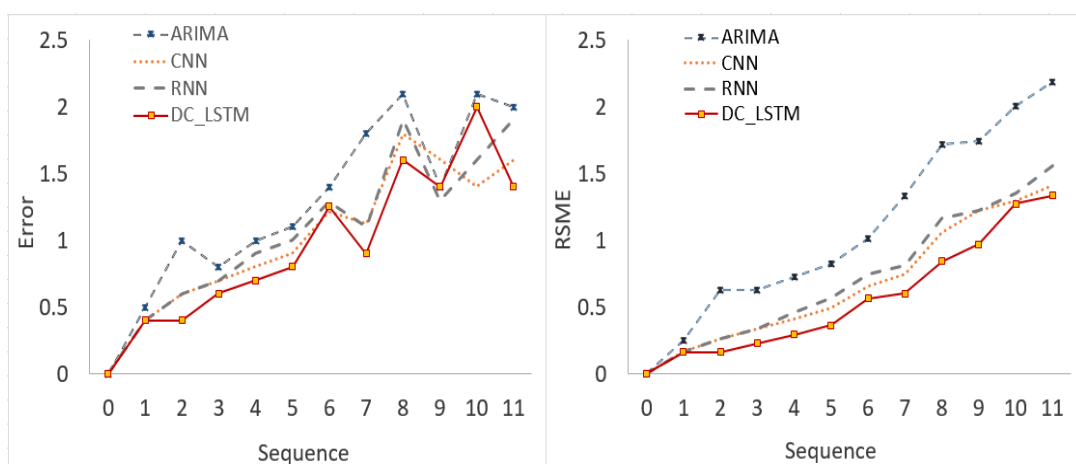 ARIMA
CNN
RNN
DC_LSTM
2.5
2
1.5
1
0.5
0
Error
0 1 2 3 4 5 6 7 8 9 10 11
Sequence
ARIMA
CNN
RNN
DC_LSTM
2.5
2
1.5
1
0.5
0
RSME
0 1 2 3 4 5 6 7 8 9 10 11
Sequence